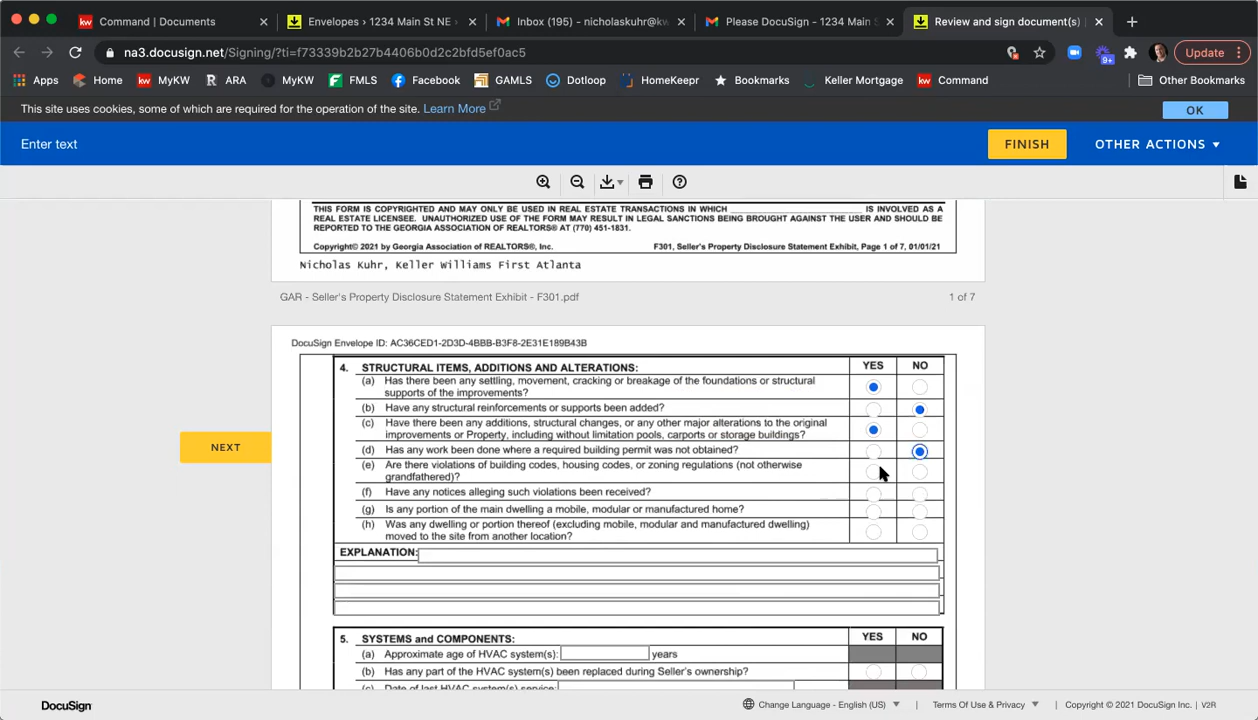 kw Command | Documents
Envelopes › 1234 Main St NE
Inbox (195) - nicholaskuhr@kw
Please DocuSign - 1234 Main
Review and sign document(s)
na3.docusign.net/Signing/?ti=f73339b2b27b4406b0d2c2bfd5ef0ac5
9+
Update
Apps
Home
kw MyKW
R ARA
MyKW
FMLS
Facebook
GAMLS
Dotloop
HomeKeepr
Bookmarks
Keller Mortgage
kw Command
Other Bookmarks
This site uses cookies, some of which are required for the operation of the site. Learn More
OK
Enter text
FINISH
OTHER ACTIONS
THIS FORM IS COPYRIGHTED AND MAY ONLY BE USED IN REAL ESTATE TRANSACTIONS IN WHICH ____ IS INVOLVED AS A
REAL ESTATE LICENSEE. UNAUTHORIZED USE OF THE FORM MAY RESULT IN LEGAL SANCTIONS BEING BROUGHT AGAINST THE USER AND SHOULD BE
REPORTED TO THE GEORGIA ASSOCIATION OF REALTORS® AT (770) 451-1831.
Copyright© 2021 by Georgia Association of REALTORS®, Inc.
F301, Seller's Property Disclosure Statement Exhibit, Page 1 of 7, 01/01/21
Nicholas Kuhr, Keller Williams First Atlanta
GAR - Seller's Property Disclosure Statement Exhibit - F301.pdf
1 of 7
DocuSign Envelope ID: AC36CED1-2D3D-4BBB-B3F8-2E31E189B43B
4. STRUCTURAL ITEMS, ADDITIONS AND ALTERATIONS: YES NO
(a) Has there been any settling, movement, cracking or breakage of the foundations or structural
supports of the improvements?
(b) Have any structural reinforcements or supports been added?
(c) Have there been any additions, structural changes, or any other major alterations to the original
improvements or Property, including without limitation pools, carports or storage buildings?
NEXT
(d) Has any work been done where a required building permit was not obtained?
(e) Are there violations of building codes, housing codes, or zoning regulations (not otherwise
grandfathered)?
(f) Have any notices alleging such violations been received?
(g) Is any portion of the main dwelling a mobile, modular or manufactured home?
(h) Was any dwelling or portion thereof (excluding mobile, modular and manufactured dwelling)
moved to the site from another location?
EXPLANATION:
5. SYSTEMS and COMPONENTS: YES NO
(a) Approximate age of HVAC system(s): years
(b) Has any part of the HVAC system(s) been replaced during Seller's ownership?
(c) Date of last HVAC system(s) service:
DocuSign
Change Language - English (US)
Terms Of Use & Privacy
Copyright © 2021 DocuSign Inc. | V2R